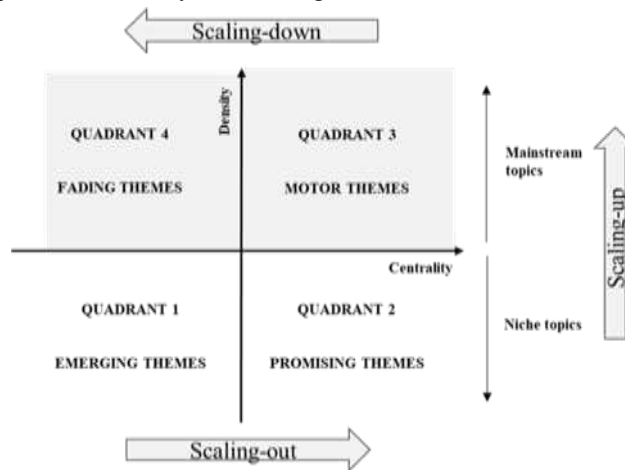 Scaling-down
Density
QUADRANT 4
QUADRANT 3
FADING THEMES
MOTOR THEMES
Mainstream
topics
Scaling-up
Centrality
QUADRANT 1
QUADRANT 2
Niche topics
EMERGING THEMES
PROMISING THEMES
Scaling-out